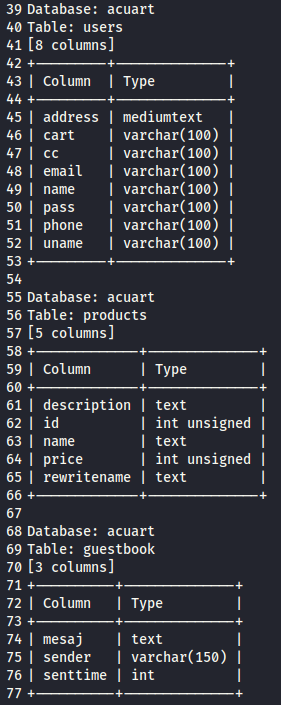 39 Database: acuart
40 Table: users
41 [8 columns]
42 +---------+--------------+
43 | Column  | Type         |
44 +---------+--------------+
45 | address | mediumtext   |
46 | cart    | varchar(100) |
47 | cc      | varchar(100) |
48 | email   | varchar(100) |
49 | name    | varchar(100) |
50 | pass    | varchar(100) |
51 | phone   | varchar(100) |
52 | uname   | varchar(100) |
53 +---------+--------------+
54
55 Database: acuart
56 Table: products
57 [5 columns]
58 +-------------+--------------+
59 | Column      | Type         |
60 +-------------+--------------+
61 | description | text         |
62 | id          | int unsigned |
63 | name        | text         |
64 | price       | int unsigned |
65 | rewritename | text         |
66 +-------------+--------------+
67
68 Database: acuart
69 Table: guestbook
70 [3 columns]
71 +----------+--------------+
72 | Column   | Type         |
73 +----------+--------------+
74 | mesaj    | text         |
75 | sender   | varchar(150) |
76 | senttime | int          |
77 +----------+--------------+